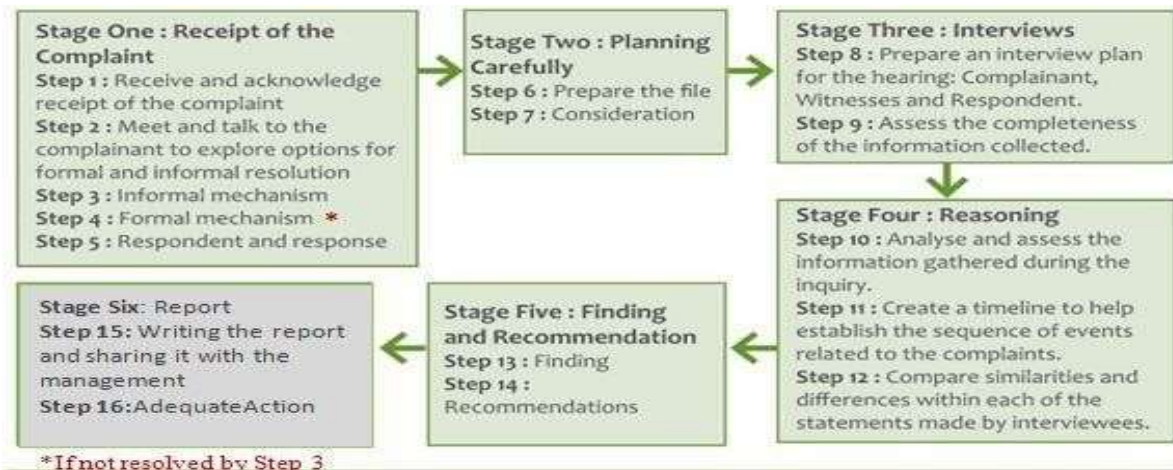 Stage One : Receipt of the
Complaint
Step 1 : Receive and acknowledge
receipt of the complaint
Step 2 : Meet and talk to the
complainant to explore options for
formal and informal resolution
Step 3 : Informal mechanism
Step 4 : Formal mechanism *
Step 5 : Respondent and response
Stage Two : Planning
Carefully
Step 6 : Prepare the file
Step 7 : Consideration
Stage Three : Interviews
Step 8 : Prepare an interview plan
for the hearing: Complainant,
Witnesses and Respondent.
Step 9 : Assess the completeness
of the information collected.
Stage Four : Reasoning
Step 10 : Analyse and assess the
information gathered during the
inquiry.
Step 11 : Create a timeline to help
establish the sequence of events
related to the complaints.
Step 12 : Compare similarities and
differences within each of the
statements made by interviewees.
Stage Five : Finding
and Recommendation
Step 13 : Finding
Step 14 :
Recommendations
Stage Six: Report
Step 15: Writing the report
and sharing it with the
management
Step 16:AdequateAction
*If not resolved by Step 3